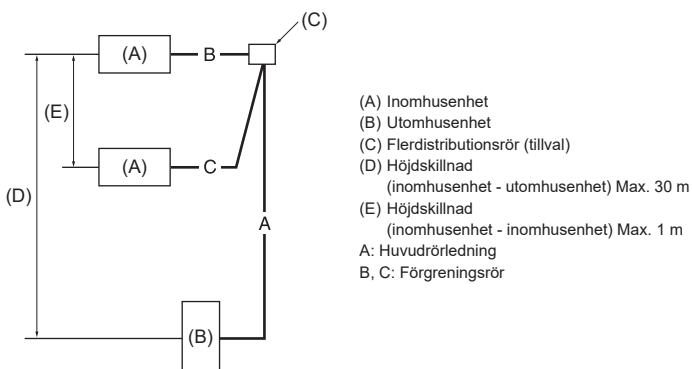 (C)
(A)
B
(E)
(A)
C
(D)
A
(B)
(A) Inomhusenhet
(B) Utomhusenhet
(C) Flerdistributionsrör (tillval)
(D) Höjdskillnad
(inomhusenhet - utomhusenhet) Max. 30 m
(E) Höjdskillnad
(inomhusenhet - inomhusenhet) Max. 1 m
A: Huvudrörledning
B, C: Förgreningsrör